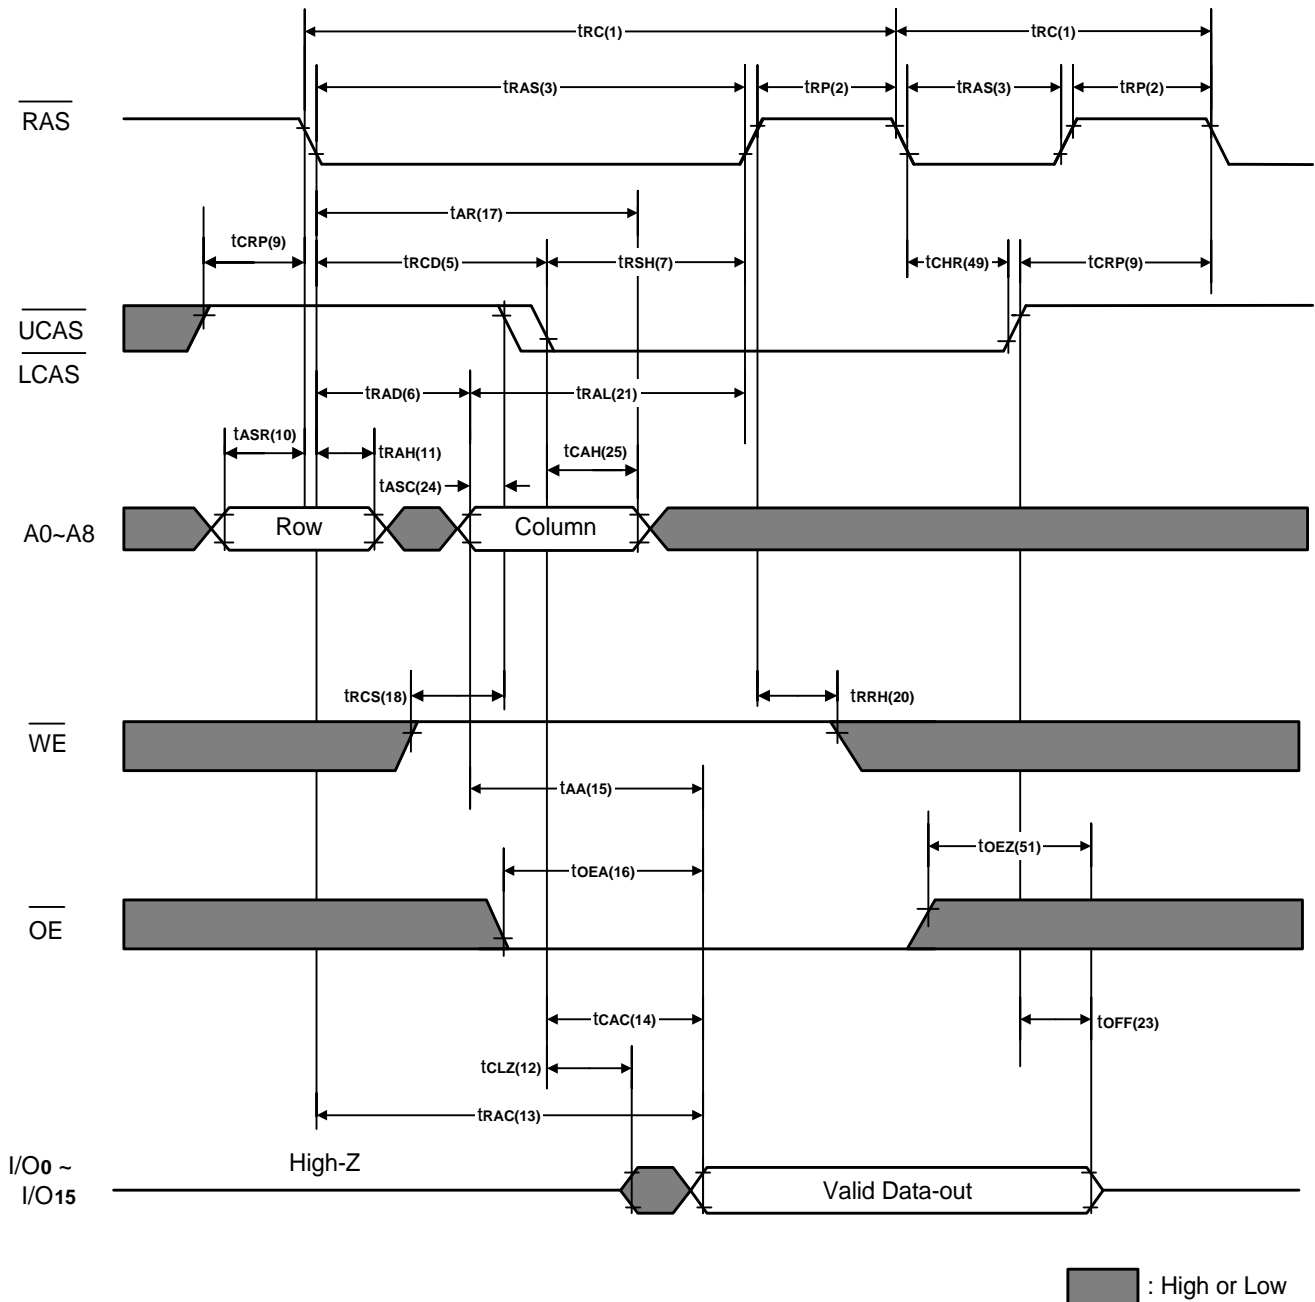 tRC(1) tRC(1)
tRAS(3) tRP(2) tRAS(3) tRP(2)
RAS
tAR(17)
tCRP(9) tRCD(5) tRSH(7) tCHR(49) tCRP(9)
UCAS
LCAS
tRAD(6) tRAL(21)
tASR(10) tRAH(11) tCAH(25)
tASC(24)
A0~A8 Row Column
tRCS(18) tRRH(20)
WE
tAA(15)
tOEZ(51)
tOEA(16)
OE
tCAC(14) tOFF(23)
tCLZ(12)
tRAC(13)
I/O0 ~ High-Z
I/O15 Valid Data-out
: High or Low